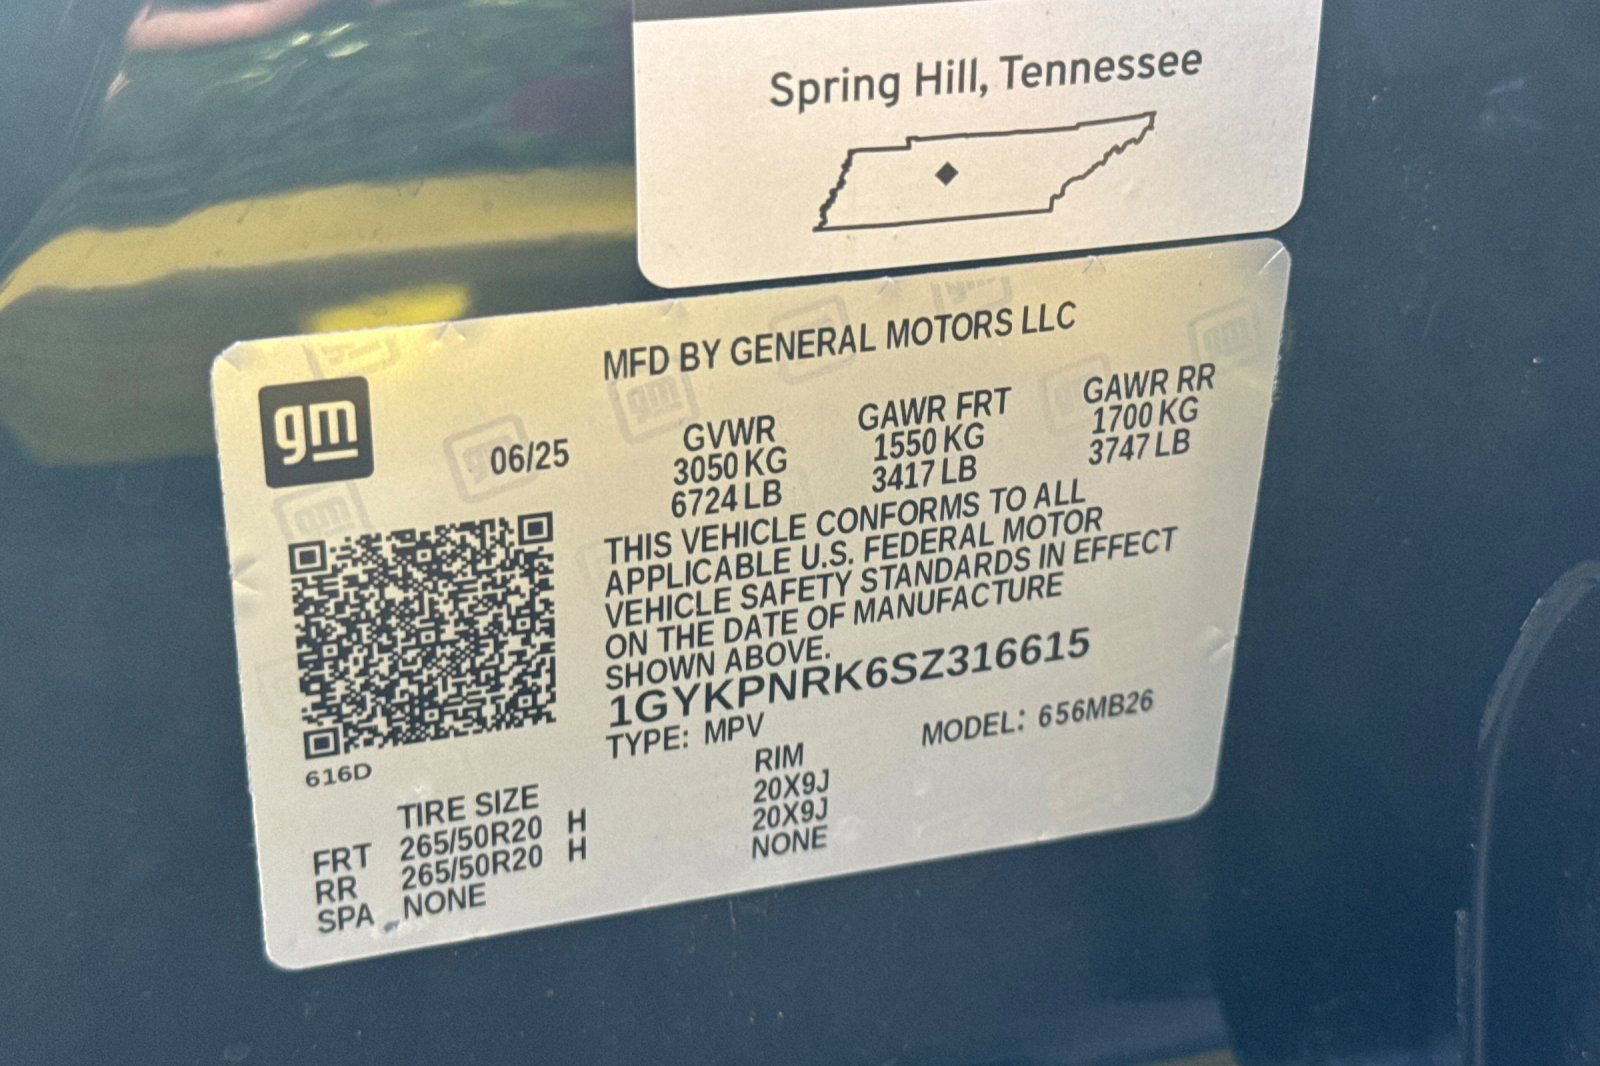 Spring Hill, Tennessee
MFD BY GENERAL MOTORS LLC
gm
06/25
GVWR GAWR FRT GAWR RR
3050 KG 1550 KG 1700 KG
6724 LB 3417 LB 3747 LB
THIS VEHICLE CONFORMS TO ALL
APPLICABLE U.S. FEDERAL MOTOR
VEHICLE SAFETY STANDARDS IN EFFECT
ON THE DATE OF MANUFACTURE
SHOWN ABOVE.
1GYKPNRK6SZ316615
TYPE: MPV MODEL: 656MB26
616D
TIRE SIZE RIM
FRT 265/50R20 H 20X9J
RR 265/50R20 H 20X9J
SPA NONE NONE